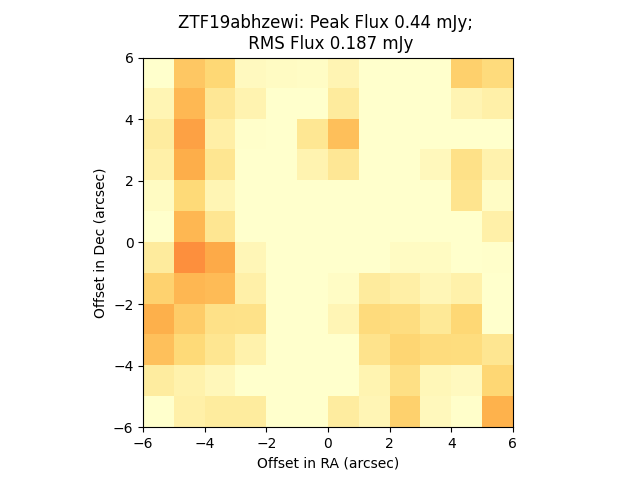 ZTF19abhzewi: Peak Flux 0.44 mJy;
RMS Flux 0.187 mJy
6
4
2
0
−2
−4
−6
Offset in Dec (arcsec)
−6 −4 −2 0 2 4 6
Offset in RA (arcsec)